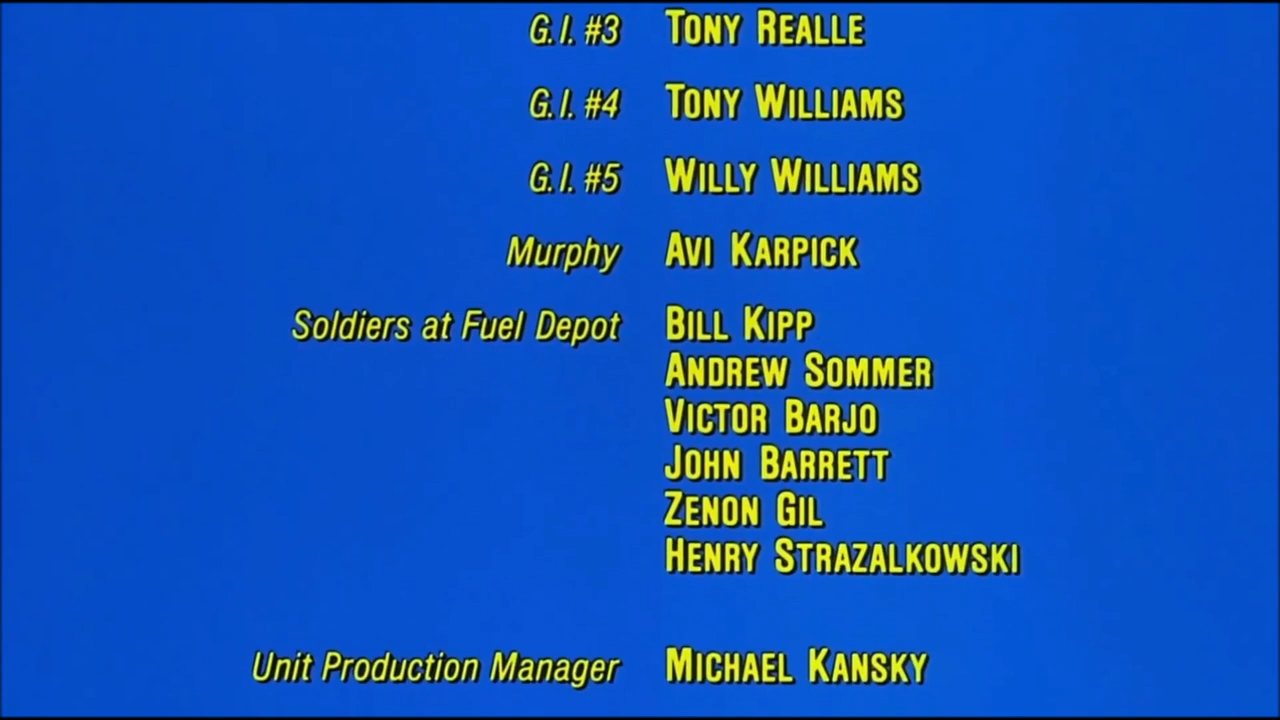 G.I. #3 TONY REALLE
G.I. #4 TONY WILLIAMS
G.I. #5 WILLY WILLIAMS
Murphy AVI KARPICK
Soldiers at Fuel Depot BILL KIPP
ANDREW SOMMER
VICTOR BARJO
JOHN BARRETT
ZENON GIL
HENRY STRAZALKOWSKI
Unit Production Manager MICHAEL KANSKY